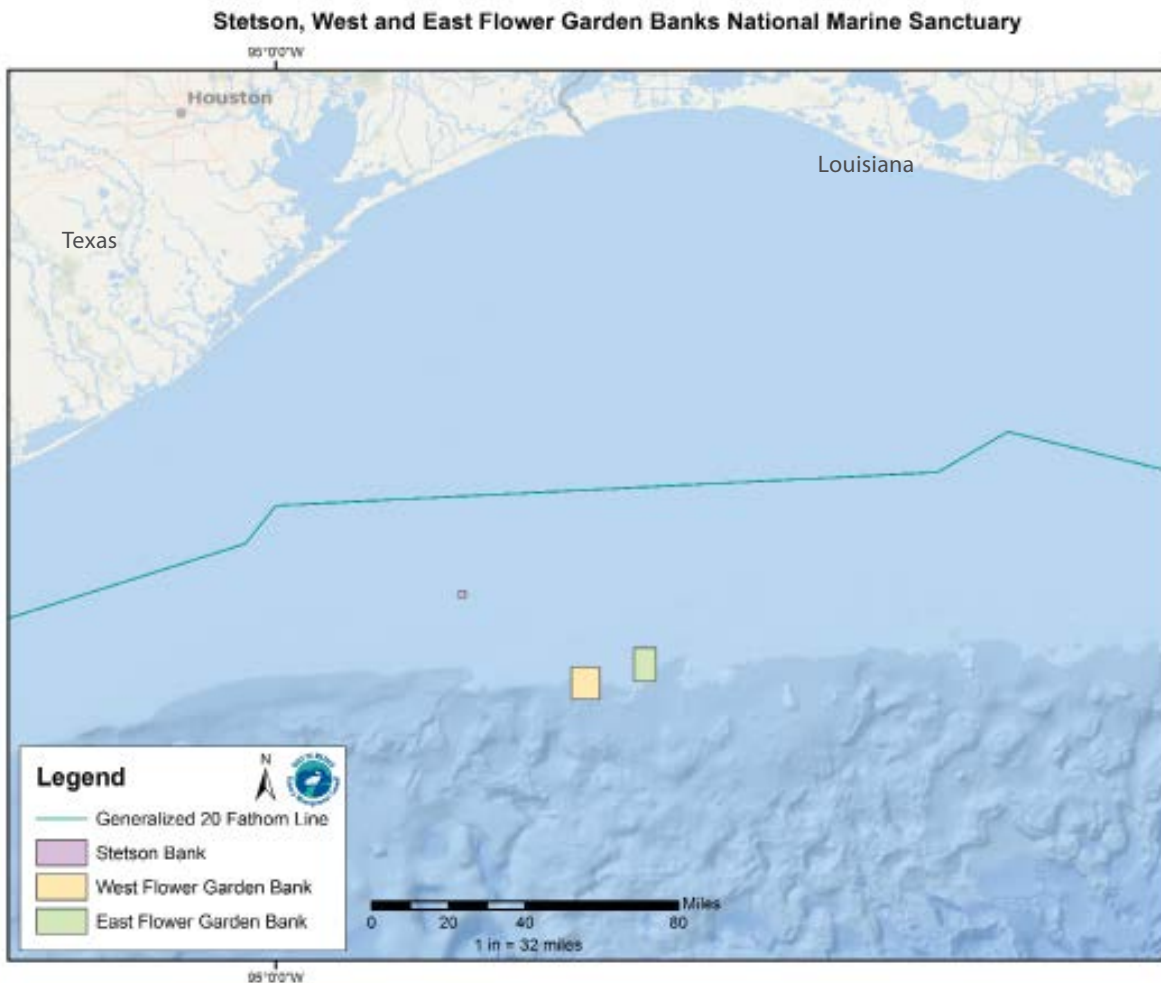 Stetson, West and East Flower Garden Banks National Marine Sanctuary
95°0'0"W
Houston
Louisiana
Texas
Legend
N
Generalized 20 Fathom Line
Stetson Bank
West Flower Garden Bank
East Flower Garden Bank
Miles
0 20 40 80
1 in = 32 miles
95°0'0"W